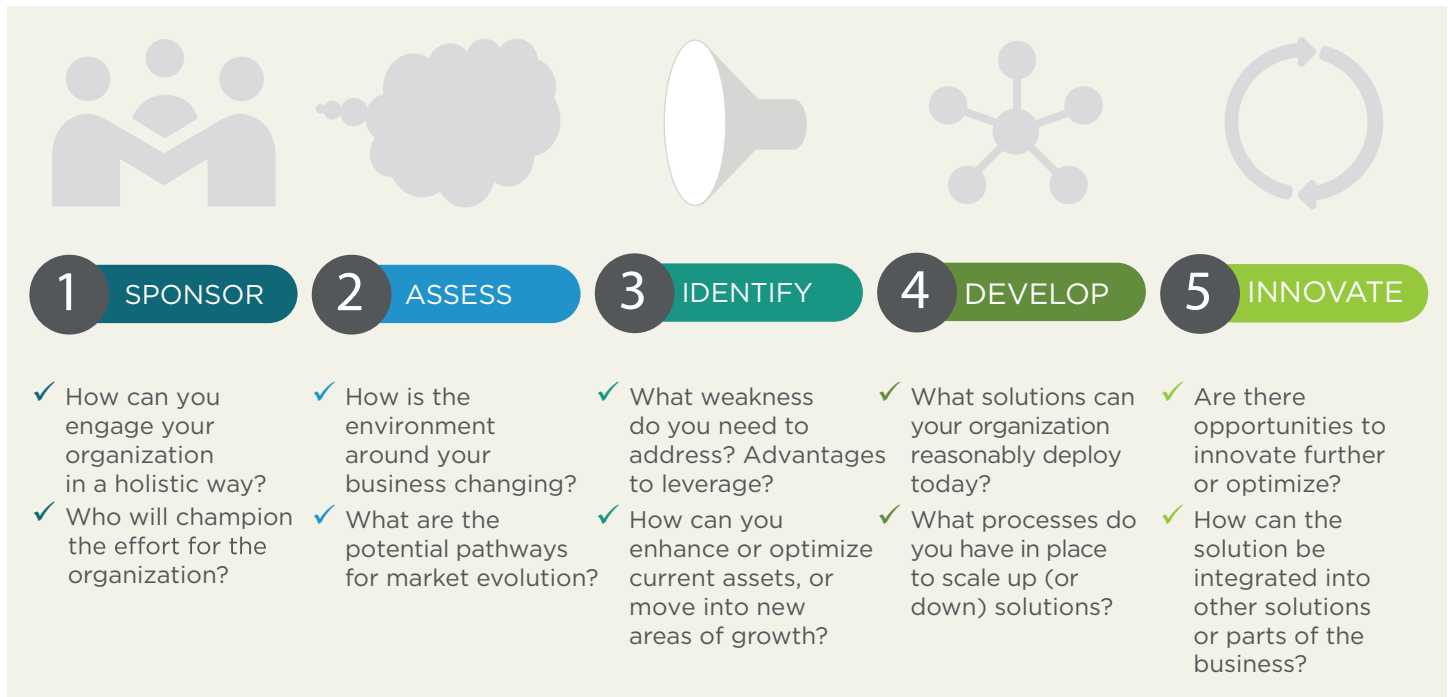 1 SPONSOR
How can you
engage your
organization
in a holistic way?
Who will champion
the effort for the
organization?
2 ASSESS
How is the
environment
around your
business changing?
What are the
potential pathways
for market evolution?
3 IDENTIFY
What weakness
do you need to
address? Advantages
to leverage?
How can you
enhance or optimize
current assets, or
move into new
areas of growth?
4 DEVELOP
What solutions can
your organization
reasonably deploy
today?
What processes do
you have in place
to scale up (or
down) solutions?
5 INNOVATE
Are there
opportunities to
innovate further
or optimize?
How can the
solution be
integrated into
other solutions
or parts of the
business?